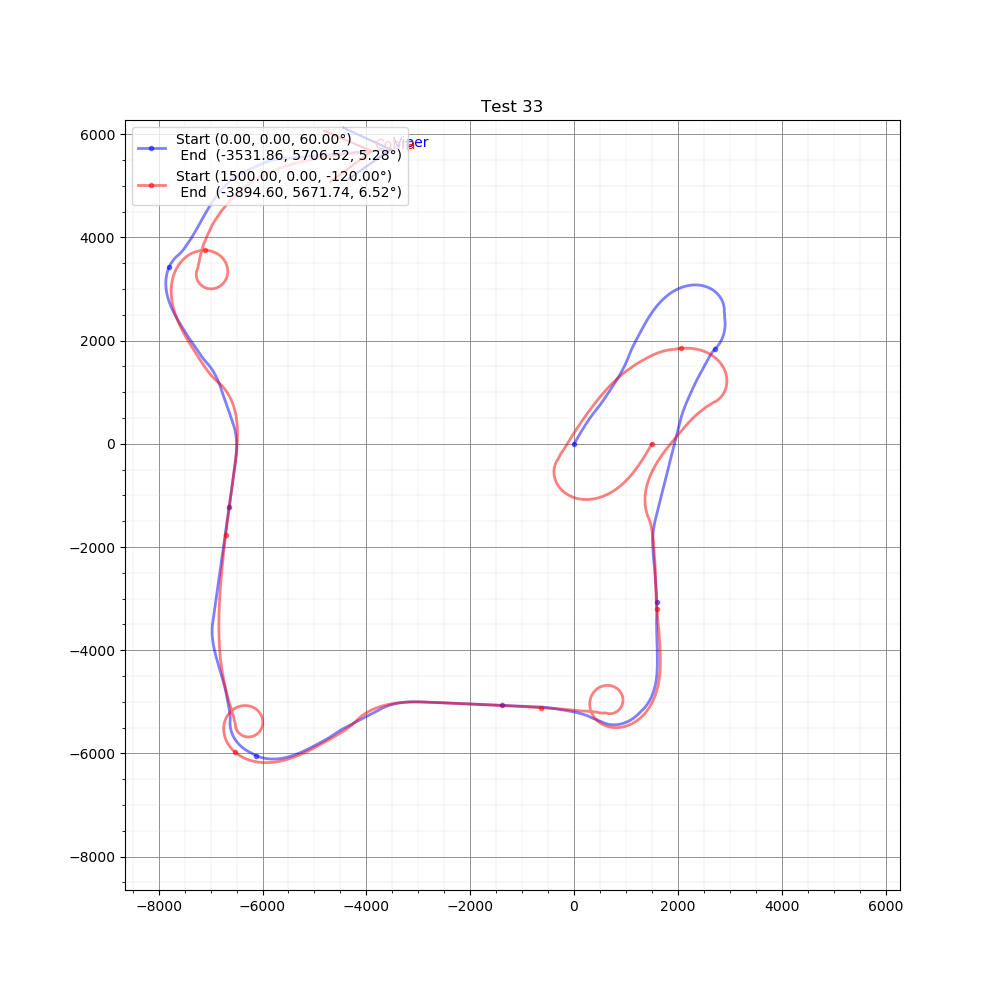 Test 33
6000
4000
2000
0
−2000
−4000
−6000
−8000
Start (0.00, 0.00, 60.00°)
End (-3531.86, 5706.52, 5.28°)
Start (1500.00, 0.00, -120.00°)
End (-3894.60, 5671.74, 6.52°)
−8000 −6000 −4000 −2000 0 2000 4000 6000